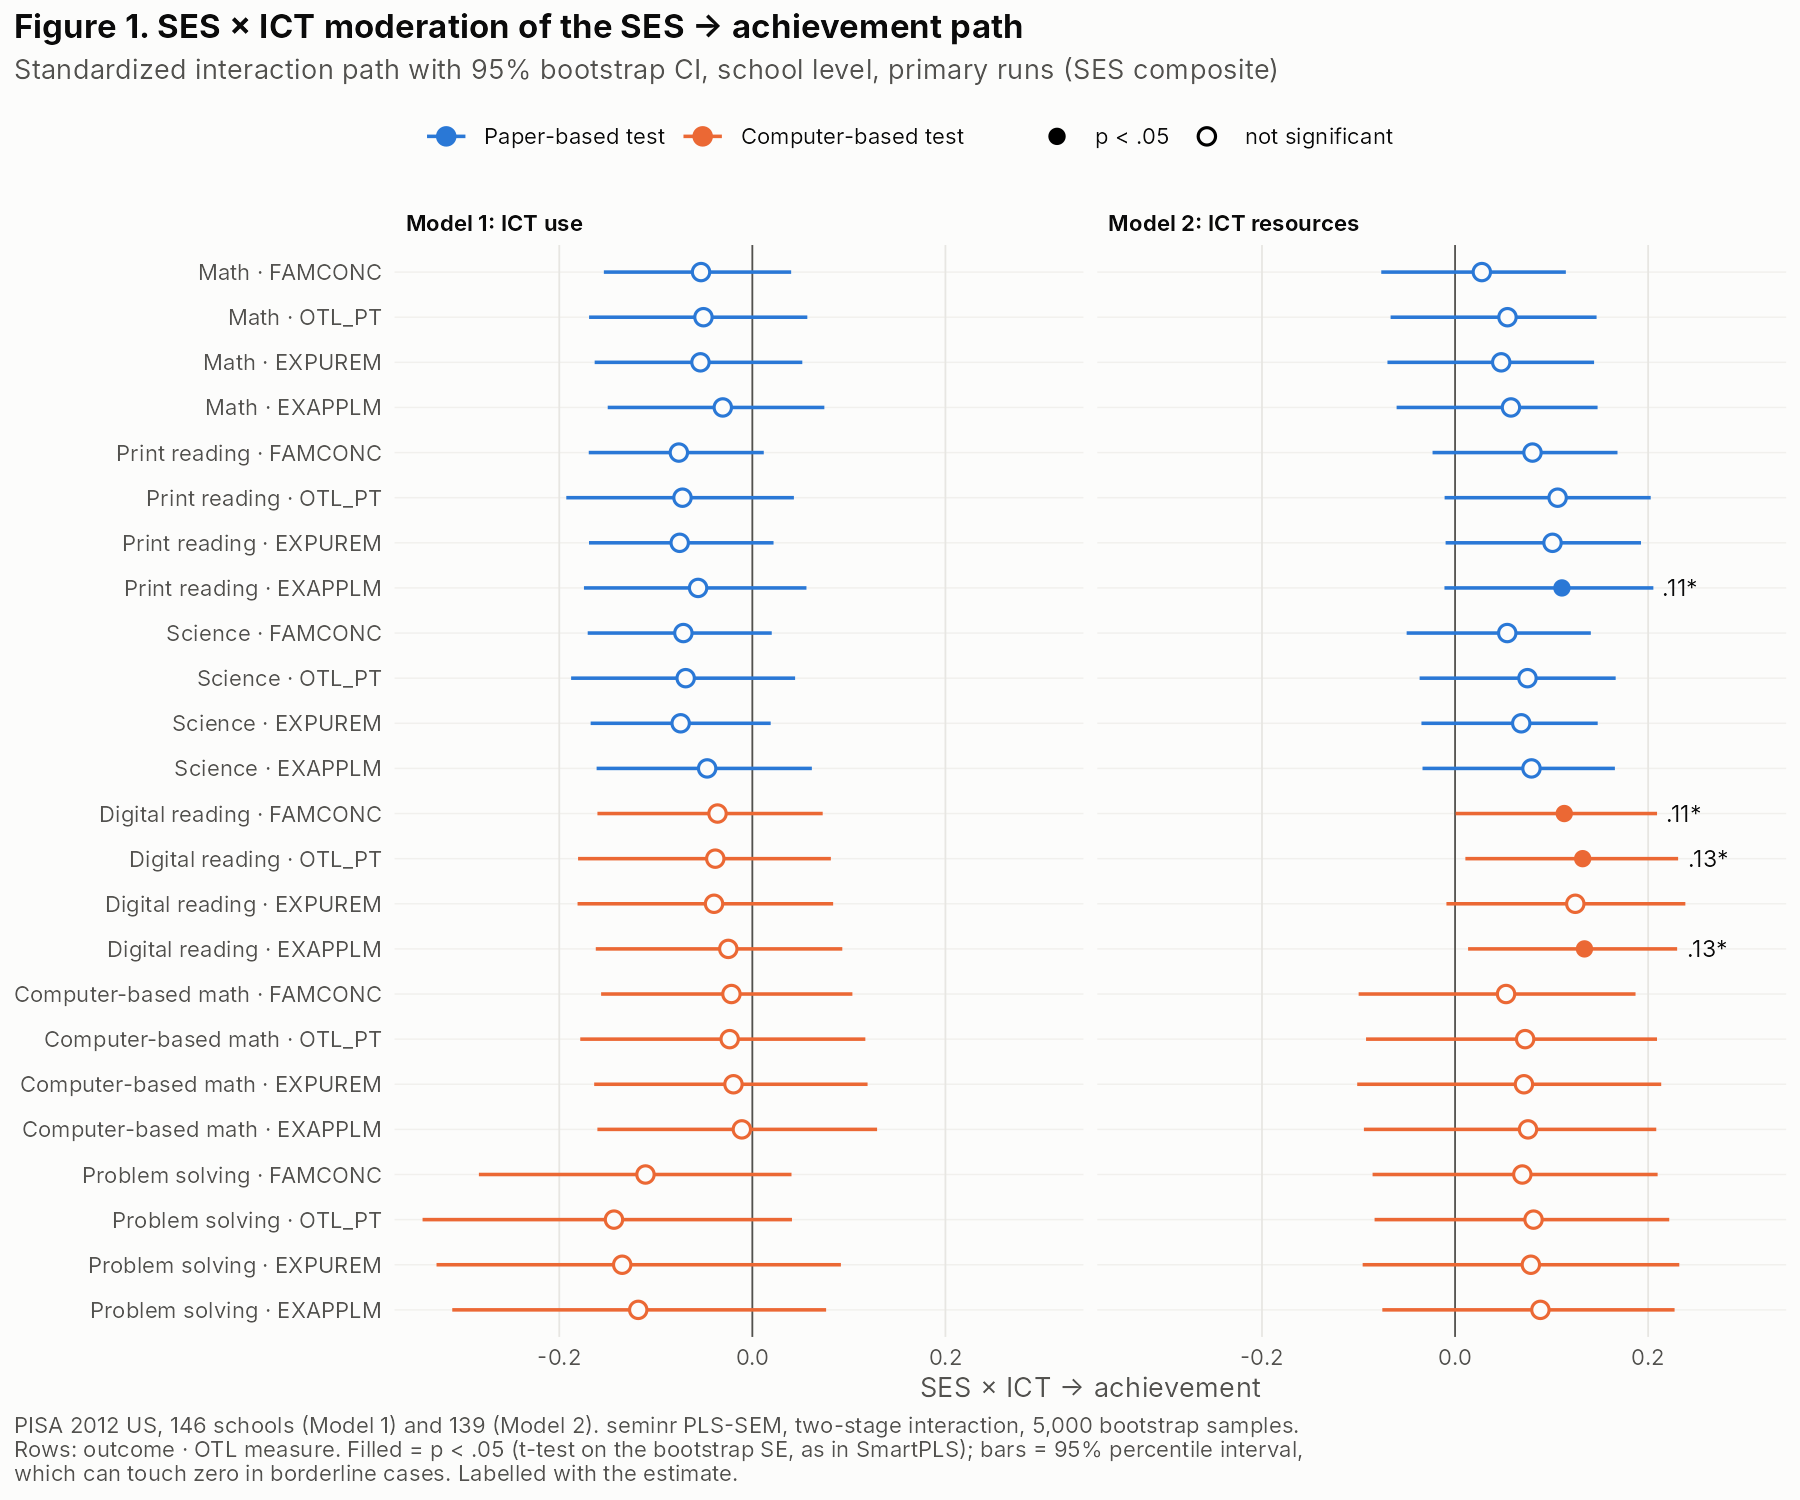 Figure 1. SES × ICT moderation of the SES → achievement path
Standardized interaction path with 95% bootstrap CI, school level, primary runs (SES composite)
Paper-based test
Computer-based test
p < .05
not significant
Model 1: ICT use
Model 2: ICT resources
Math · FAMCONC
Math · OTL_PT
Math · EXPUREM
Math · EXAPPLM
Print reading · FAMCONC
Print reading · OTL_PT
Print reading · EXPUREM
Print reading · EXAPPLM
.11*
Science · FAMCONC
Science · OTL_PT
Science · EXPUREM
Science · EXAPPLM
Digital reading · FAMCONC
.11*
Digital reading · OTL_PT
.13*
Digital reading · EXPUREM
Digital reading · EXAPPLM
.13*
Computer-based math · FAMCONC
Computer-based math · OTL_PT
Computer-based math · EXPUREM
Computer-based math · EXAPPLM
Problem solving · FAMCONC
Problem solving · OTL_PT
Problem solving · EXPUREM
Problem solving · EXAPPLM
-0.2 0.0 0.2
-0.2 0.0 0.2
SES × ICT → achievement
PISA 2012 US, 146 schools (Model 1) and 139 (Model 2). seminr PLS-SEM, two-stage interaction, 5,000 bootstrap samples.
Rows: outcome · OTL measure. Filled = p < .05 (t-test on the bootstrap SE, as in SmartPLS); bars = 95% percentile interval,
which can touch zero in borderline cases. Labelled with the estimate.